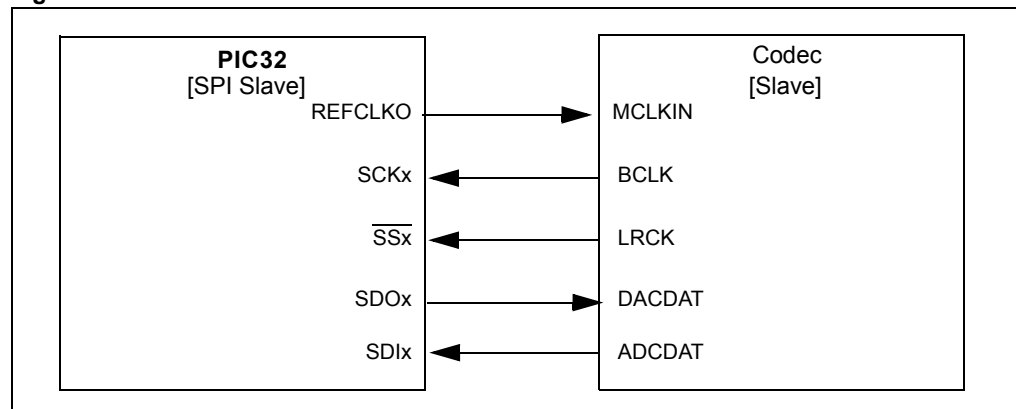 PIC32
[SPI Slave]
REFCLKO
SCKx
SSx
SDOx
SDIx
Codec
[Slave]
MCLKIN
BCLK
LRCK
DACDAT
ADCDAT